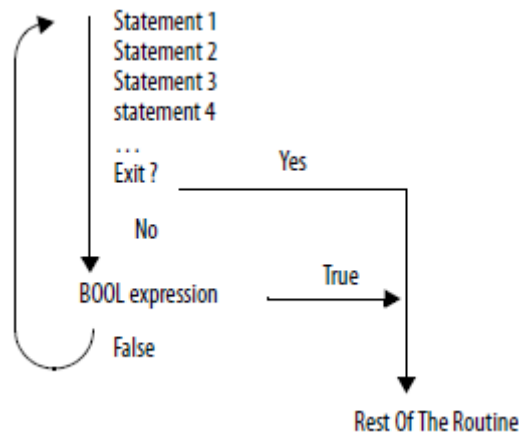 Statement 1
Statement 2
Statement 3
statement 4
...
Exit ?
Yes
No
True
BOOL expression
False
Rest Of The Routine